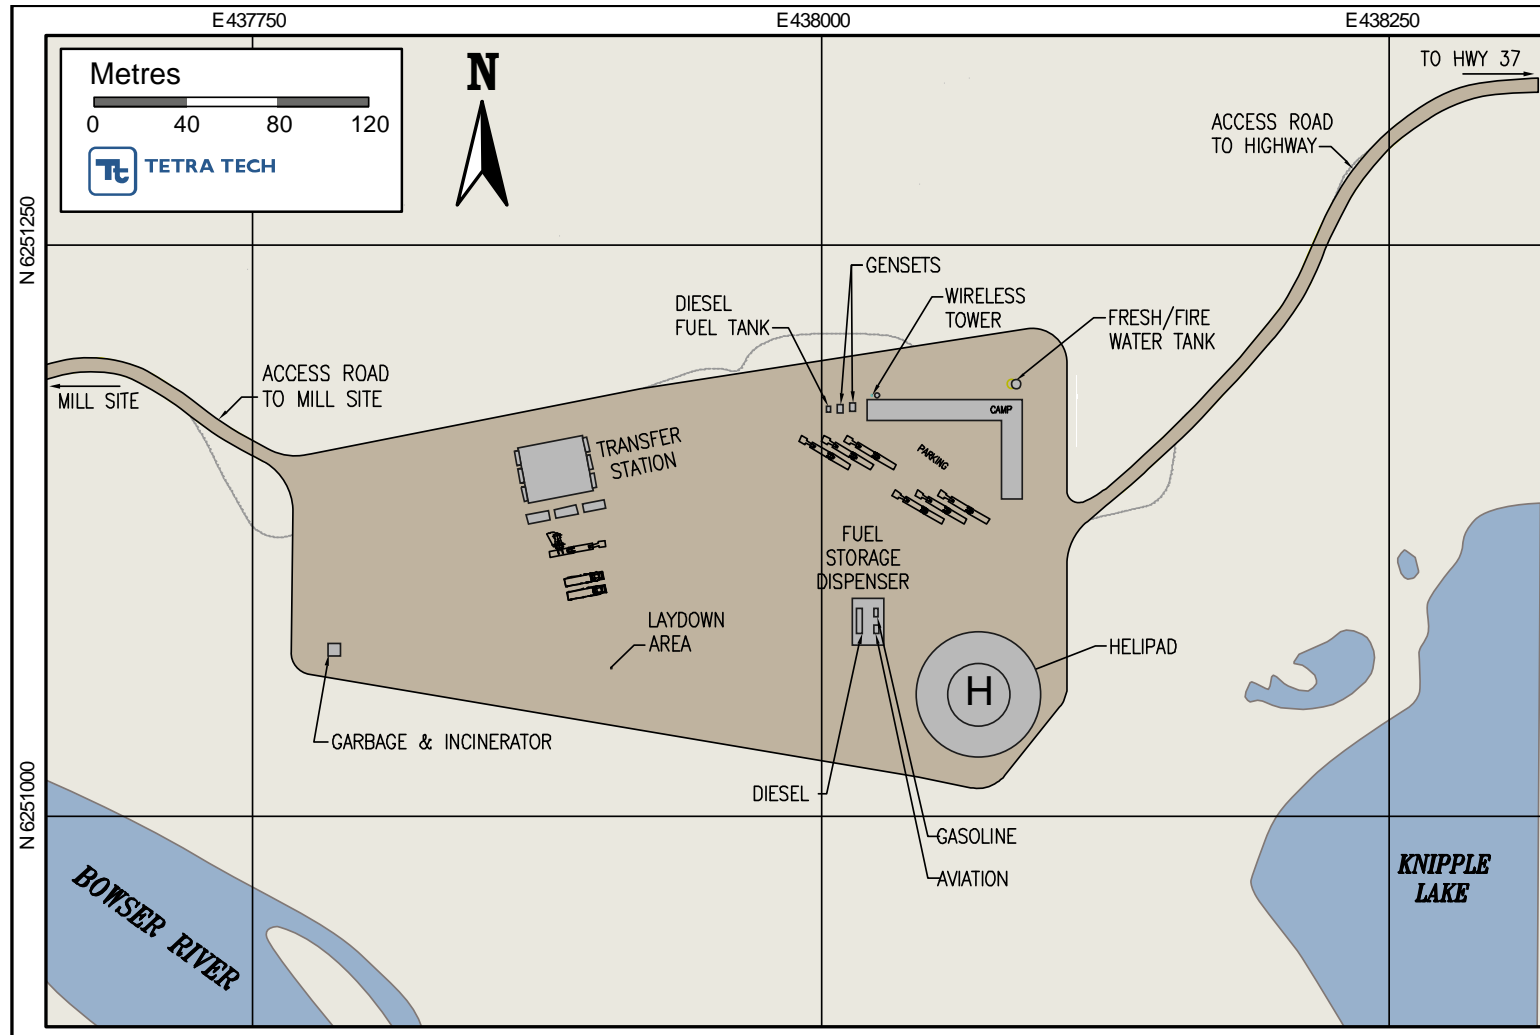 E437750
E438000
E438250
Metres
0 40 80 120
Tt
TETRA TECH
N
TO HWY 37
ACCESS ROAD
TO HIGHWAY
N 6251250
GENSETS
DIESEL
FUEL TANK
WIRELESS
TOWER
FRESH/FIRE
WATER TANK
ACCESS ROAD
TO MILL SITE
MILL SITE
CAMP
TRANSFER
STATION
PARKING
FUEL
STORAGE
DISPENSER
LAYDOWN
AREA
HELIPAD
H
GARBAGE & INCINERATOR
DIESEL
N 6251000
GASOLINE
AVIATION
BOWSER RIVER
KNIPPLE
LAKE